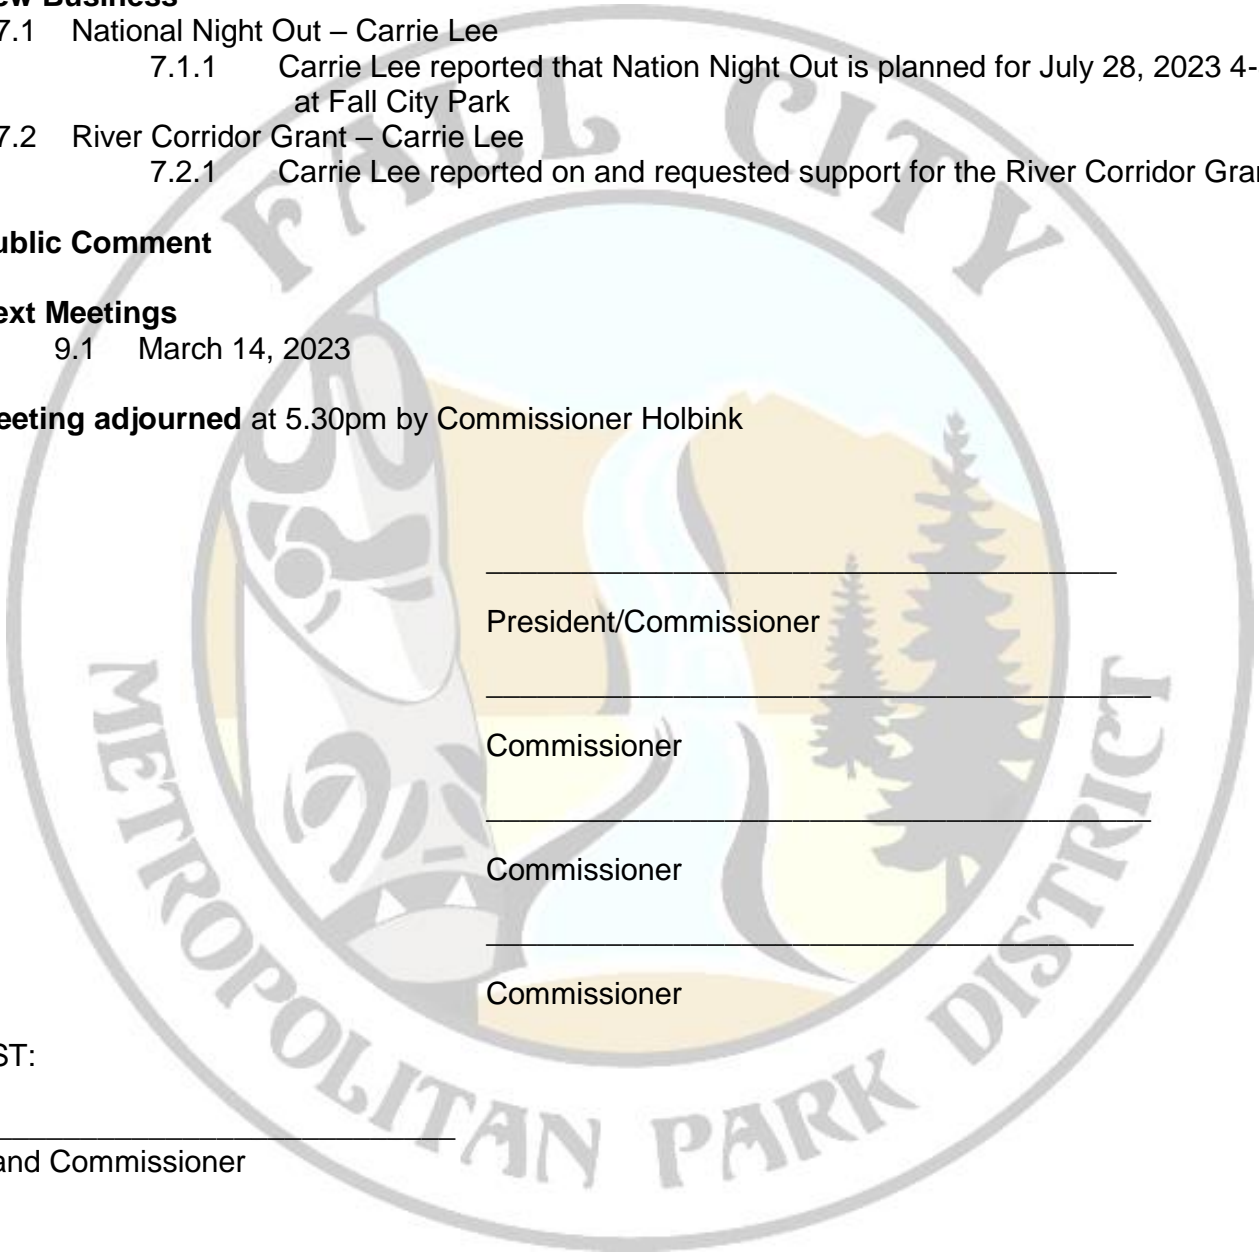 ew Business
7.1 National Night Out – Carrie Lee
7.1.1 Carrie Lee reported that Nation Night Out is planned for July 28, 2023 4-
at Fall City Park
7.2 River Corridor Grant – Carrie Lee
7.2.1 Carrie Lee reported on and requested support for the River Corridor Gra
ublic Comment
ext Meetings
9.1 March 14, 2023
eeting adjourned at 5.30pm by Commissioner Holbink
President/Commissioner
Commissioner
Commissioner
Commissioner
ST:
and Commissioner
FALL CITY
METROPOLITAN PARK DISTRICT